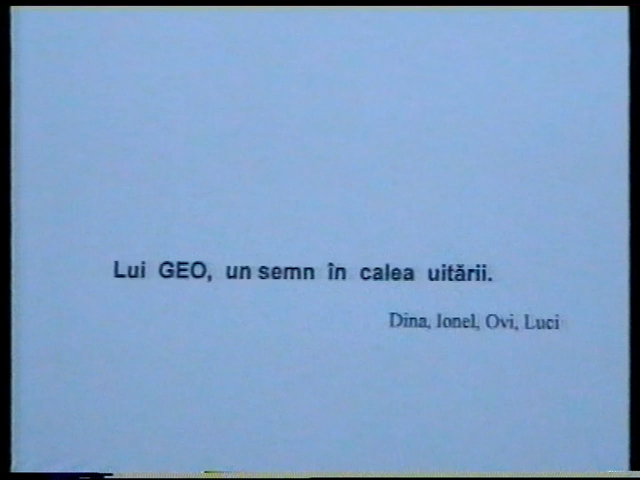 Lui GEO, un semn în calea uitării.
Dina, Ionel, Ovi, Luci